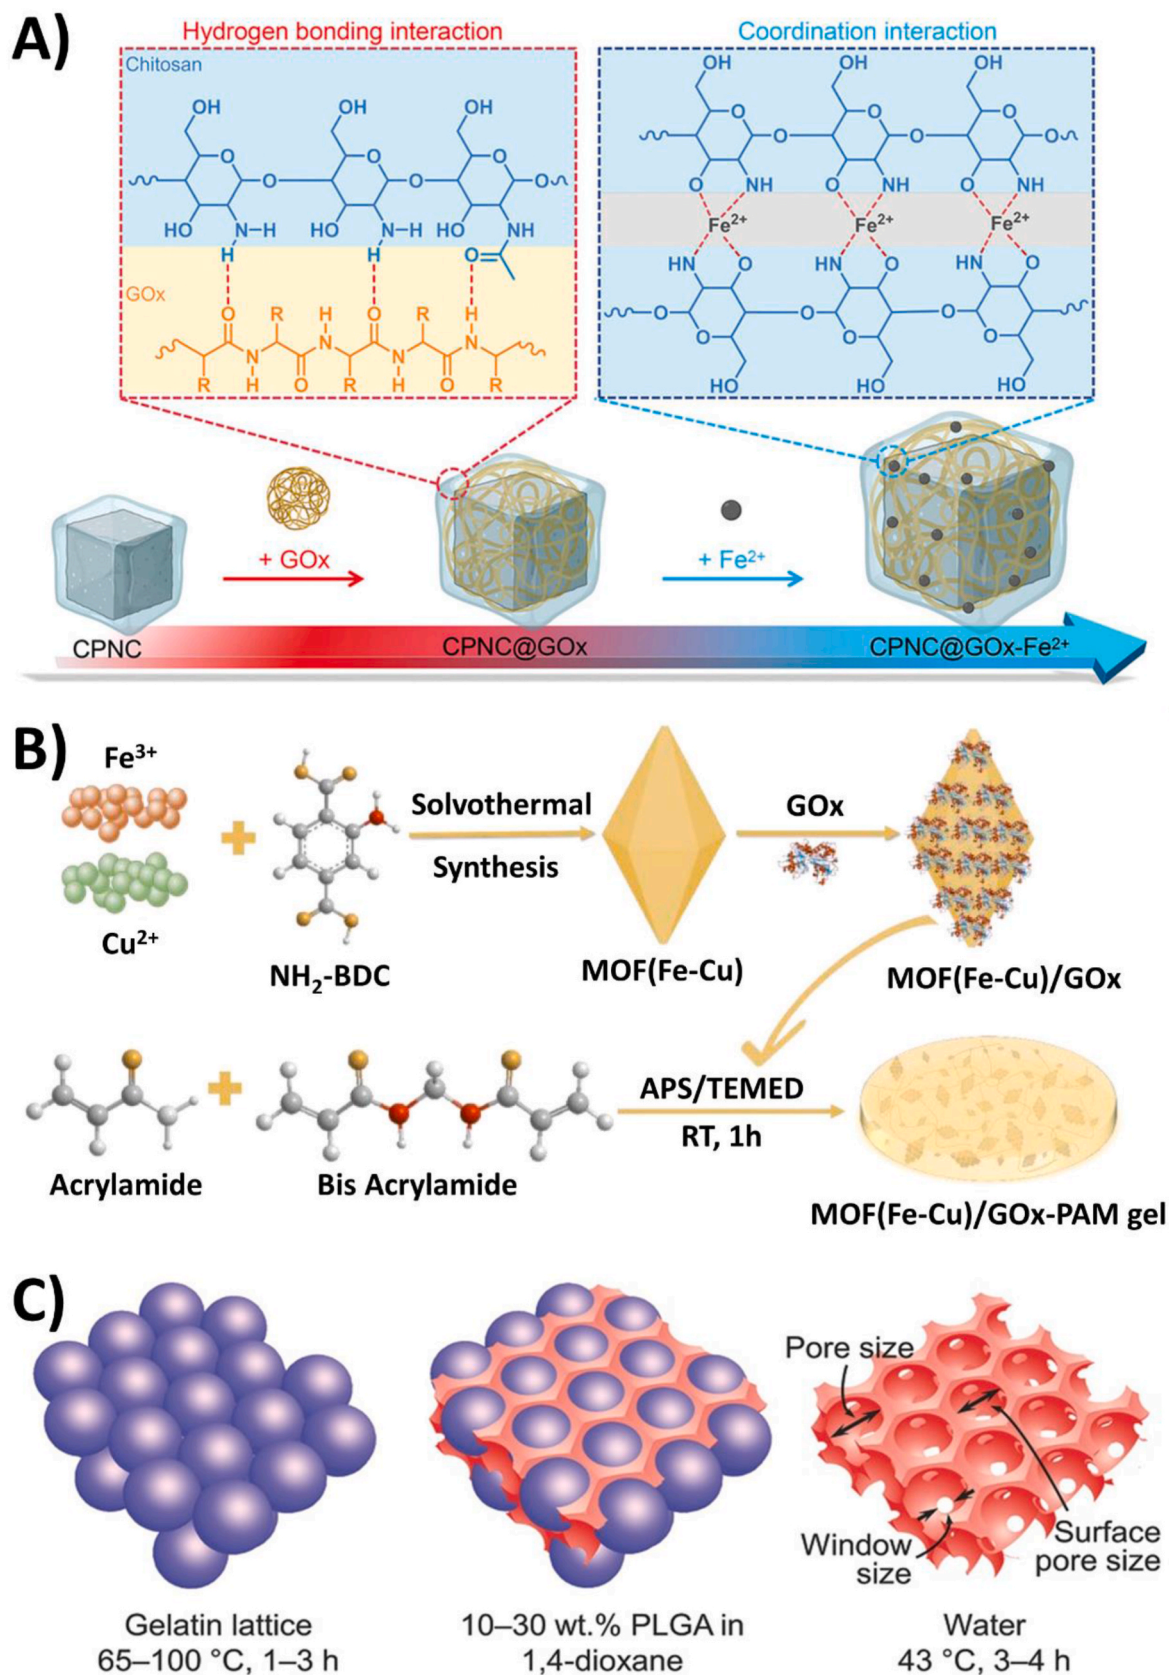 A)
Hydrogen bonding interaction
Coordination interaction
Chitosan
OH OH OH
O O O O O O
HO N-H HO N-H HO NH
H H O
GOx
O R H O R H
N N N N
R H O R H O R
OH OH OH
O O O O O O
O NH O NH O NH
Fe²⁺ Fe²⁺ Fe²⁺
HN O HN O HN O
O O O
O O O
HO HO HO
+ GOx
+ Fe²⁺
CPNC
CPNC@GOx
CPNC@GOx-Fe²⁺
B)
Fe³⁺
Cu²⁺
NH₂-BDC
Solvothermal
Synthesis
MOF(Fe-Cu)
GOx
MOF(Fe-Cu)/GOx
Acrylamide
Bis Acrylamide
APS/TEMED
RT, 1h
MOF(Fe-Cu)/GOx-PAM gel
C)
Pore size
Window
size
Surface
pore size
Gelatin lattice
65–100 °C, 1–3 h
10–30 wt.% PLGA in
1,4-dioxane
Water
43 °C, 3–4 h